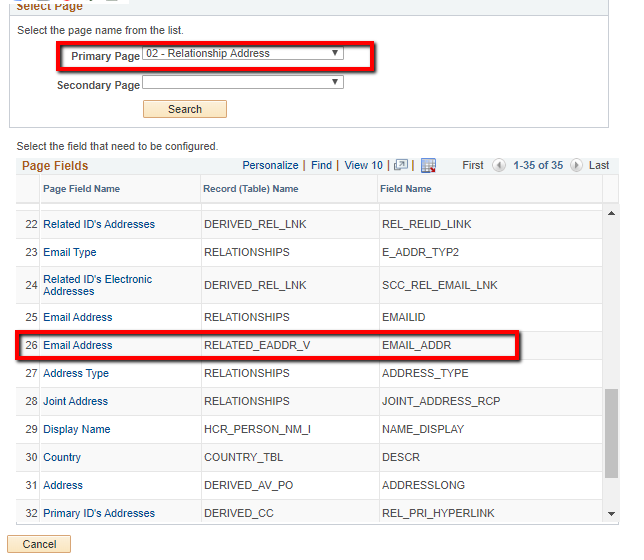 Select Page
Select the page name from the list.
Primary Page 02 - Relationship Address
Secondary Page
Search
Select the field that need to be configured.
Page Fields Personalize | Find | View 10 | | First 1-35 of 35 Last
Page Field Name Record (Table) Name Field Name
22 Related ID's Addresses DERIVED_REL_LNK REL_RELID_LINK
23 Email Type RELATIONSHIPS E_ADDR_TYP2
24 Related ID's Electronic Addresses DERIVED_REL_LNK SCC_REL_EMAIL_LNK
25 Email Address RELATIONSHIPS EMAILID
26 Email Address RELATED_EADDR_V EMAIL_ADDR
27 Address Type RELATIONSHIPS ADDRESS_TYPE
28 Joint Address RELATIONSHIPS JOINT_ADDRESS_RCP
29 Display Name HCR_PERSON_NM_I NAME_DISPLAY
30 Country COUNTRY_TBL DESCR
31 Address DERIVED_AV_PO ADDRESSLONG
32 Primary ID's Addresses DERIVED_CC REL_PRI_HYPERLINK
Cancel